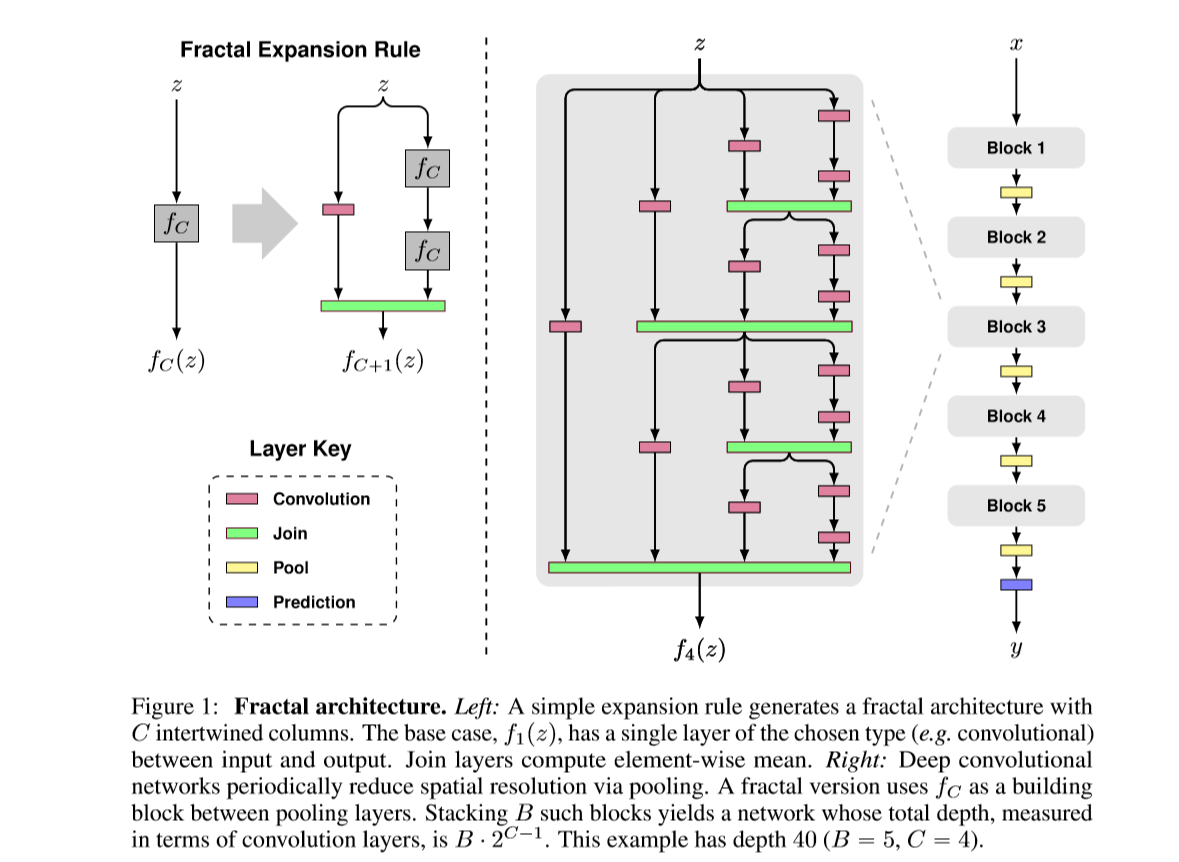 Fractal Expansion Rule
z
f_C
f_C(z)
z
f_C
f_C
f_{C+1}(z)
Layer Key
Convolution
Join
Pool
Prediction
z
f_4(z)
x
Block 1
Block 2
Block 3
Block 4
Block 5
y
Figure 1: Fractal architecture. Left: A simple expansion rule generates a fractal architecture with
C intertwined columns. The base case, f_1(z), has a single layer of the chosen type (e.g. convolutional)
between input and output. Join layers compute element-wise mean. Right: Deep convolutional
networks periodically reduce spatial resolution via pooling. A fractal version uses f_C as a building
block between pooling layers. Stacking B such blocks yields a network whose total depth, measured
in terms of convolution layers, is B · 2^{C−1}. This example has depth 40 (B = 5, C = 4).